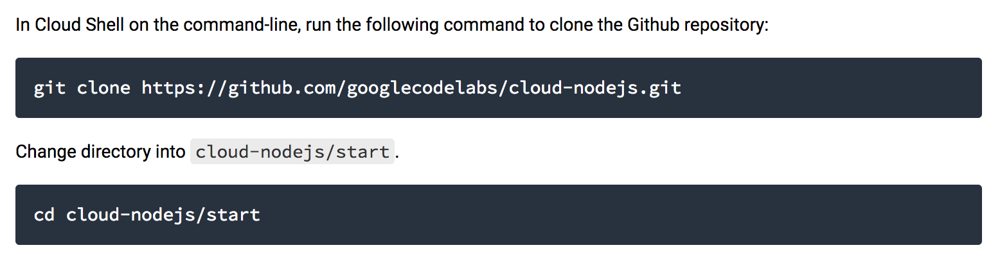 In Cloud Shell on the command-line, run the following command to clone the Github repository:
git clone https://github.com/googlecodelabs/cloud-nodejs.git
Change directory into cloud-nodejs/start.
cd cloud-nodejs/start